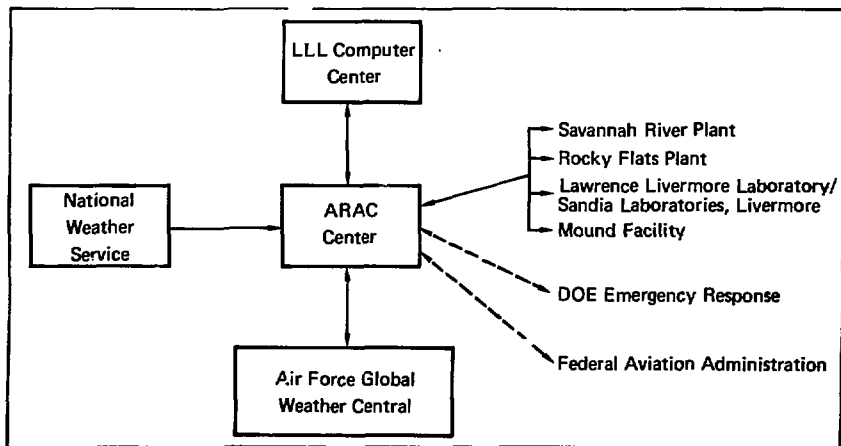 LLL Computer
Center
National
Weather
Service
ARAC
Center
Savannah River Plant
Rocky Flats Plant
Lawrence Livermore Laboratory/
Sandia Laboratories, Livermore
Mound Facility
DOE Emergency Response
Federal Aviation Administration
Air Force Global
Weather Central